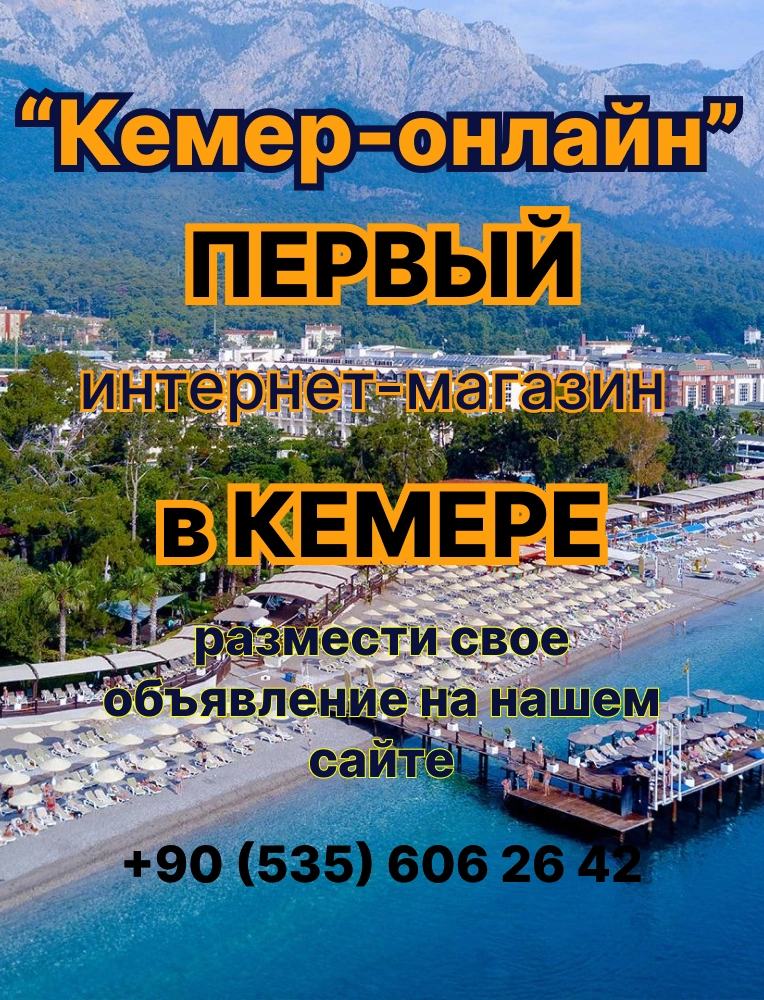 “Кемер-онлайн”
ПЕРВЫЙ
интернет-магазин
в КЕМЕРЕ
размести свое
объявление на нашем
сайте
+90 (535) 606 26 42